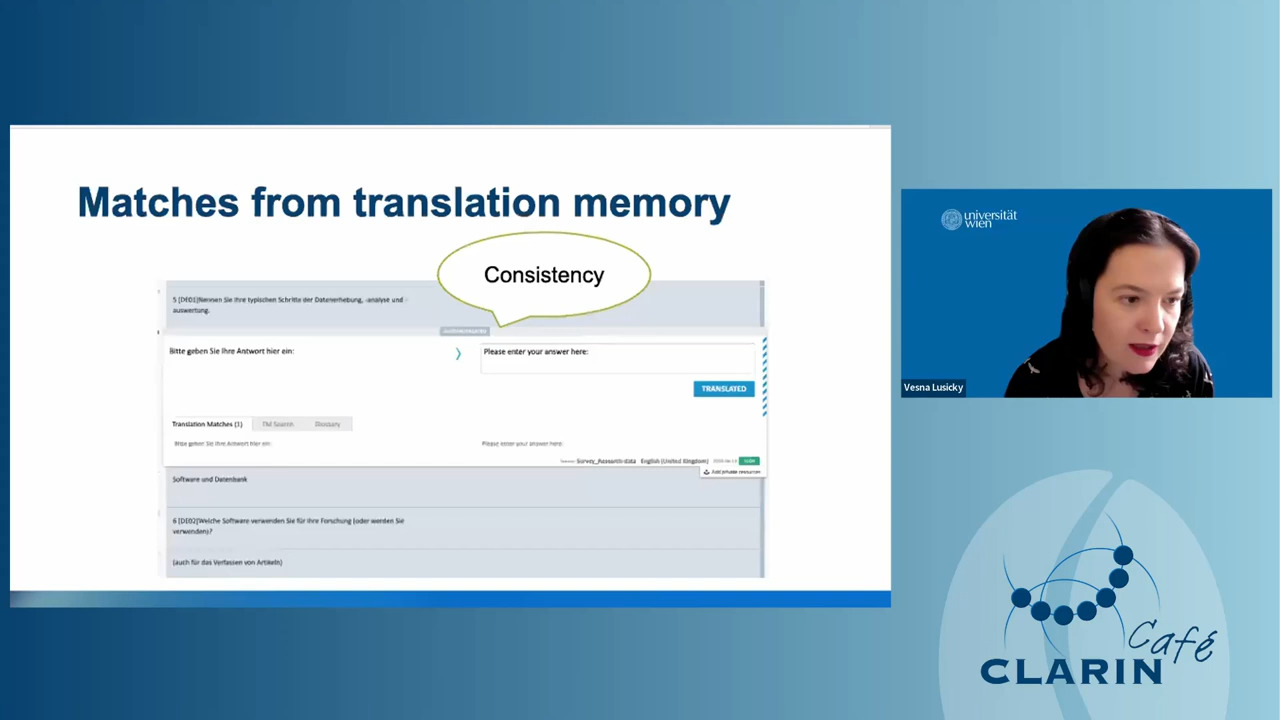 Matches from translation memory
Consistency
5 [DE01]Nennen Sie Ihre typischen Schritte der Datenerhebung, -analyse und -
auswertung.
Bitte geben Sie Ihre Antwort hier ein:
Please enter your answer here:
TRANSLATED
Translation Matches (1)
TM Search
Glossary
Bitte geben Sie Ihre Antwort hier ein:
Please enter your answer here:
Survey_Research-data English (United Kingdom)
Add private resources
Software und Datenbank
6 [DE02]Welche Software verwenden Sie für Ihre Forschung (oder werden Sie
verwenden)?
(auch für das Verfassen von Artikeln)
universität
wien
Vesna Lusicky
Café
CLARIN